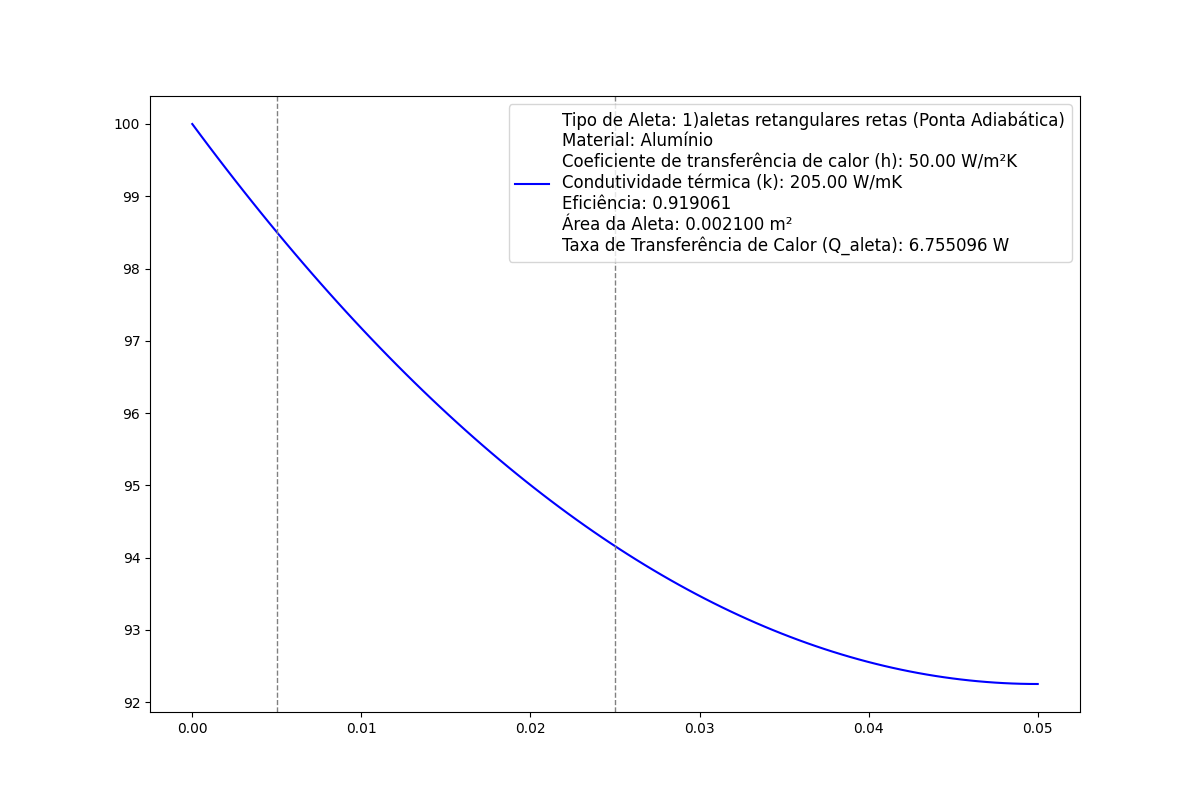 Tipo de Aleta: 1)aletas retangulares retas (Ponta Adiabática)
Material: Alumínio
Coeficiente de transferência de calor (h): 50.00 W/m²K
Condutividade térmica (k): 205.00 W/mK
Eficiência: 0.919061
Área da Aleta: 0.002100 m²
Taxa de Transferência de Calor (Q_aleta): 6.755096 W
100
99
98
97
96
95
94
93
92
0.00 0.01 0.02 0.03 0.04 0.05